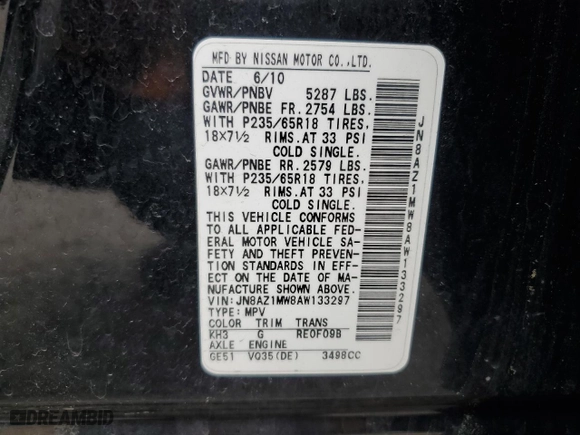 MFD BY NISSAN MOTOR CO.,LTD.
DATE 6/10
GVWR/PNBV 5287 LBS.
GAWR/PNBE FR. 2754 LBS.
WITH P235/65R18 TIRES,
18X7½ RIMS.AT 33 PSI
COLD SINGLE.
GAWR/PNBE RR. 2579 LBS.
WITH P235/65R18 TIRES,
18X7½ RIMS.AT 33 PSI
COLD SINGLE.
THIS VEHICLE CONFORMS
TO ALL APPLICABLE FED-
ERAL MOTOR VEHICLE SA-
FETY AND THEFT PREVEN-
TION STANDARDS IN EFF-
ECT ON THE DATE OF MA-
NUFACTURE SHOWN ABOVE.
VIN: JN8AZ1MW8AW133297
TYPE: MPV
COLOR TRIM TRANS
KH3 G RE0F09B
AXLE ENGINE
GE51 VQ35(DE) 3498CC
JN8AZ1MW8AW133297
DREAMBID